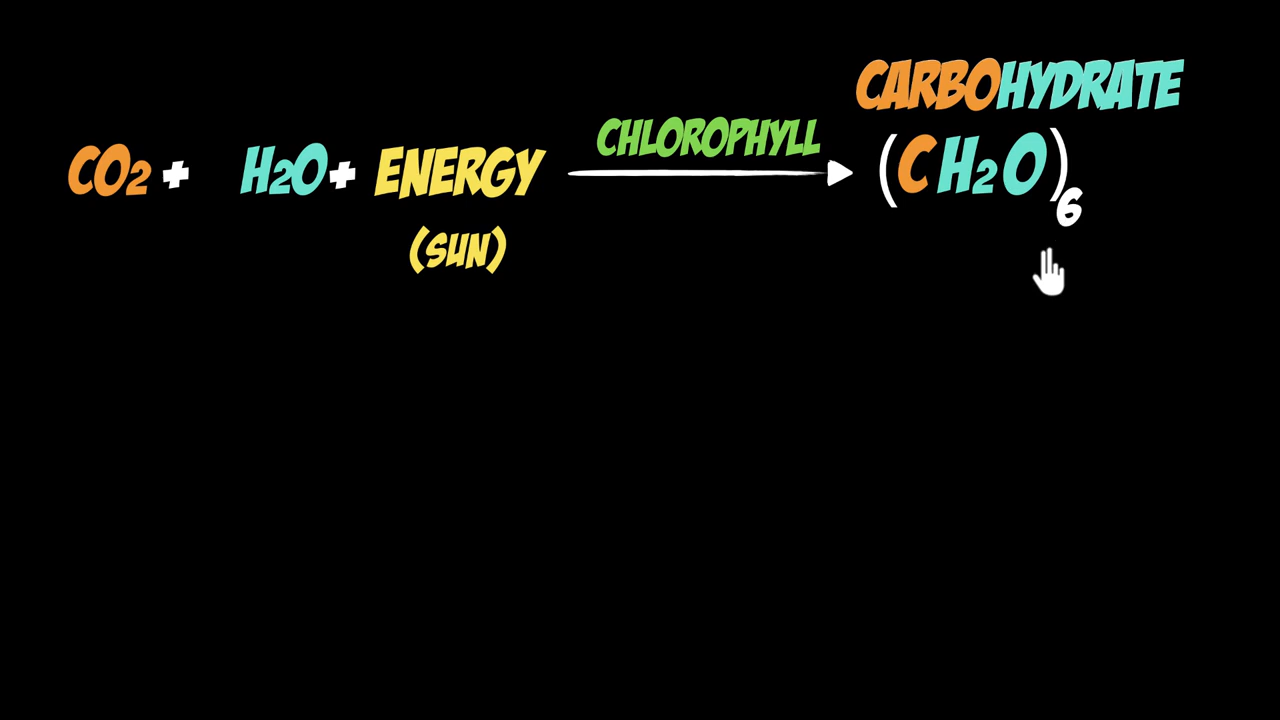 CARBOHYDRATE
CHLOROPHYLL
CO2 + H2O + ENERGY (CH2O)6
(SUN)